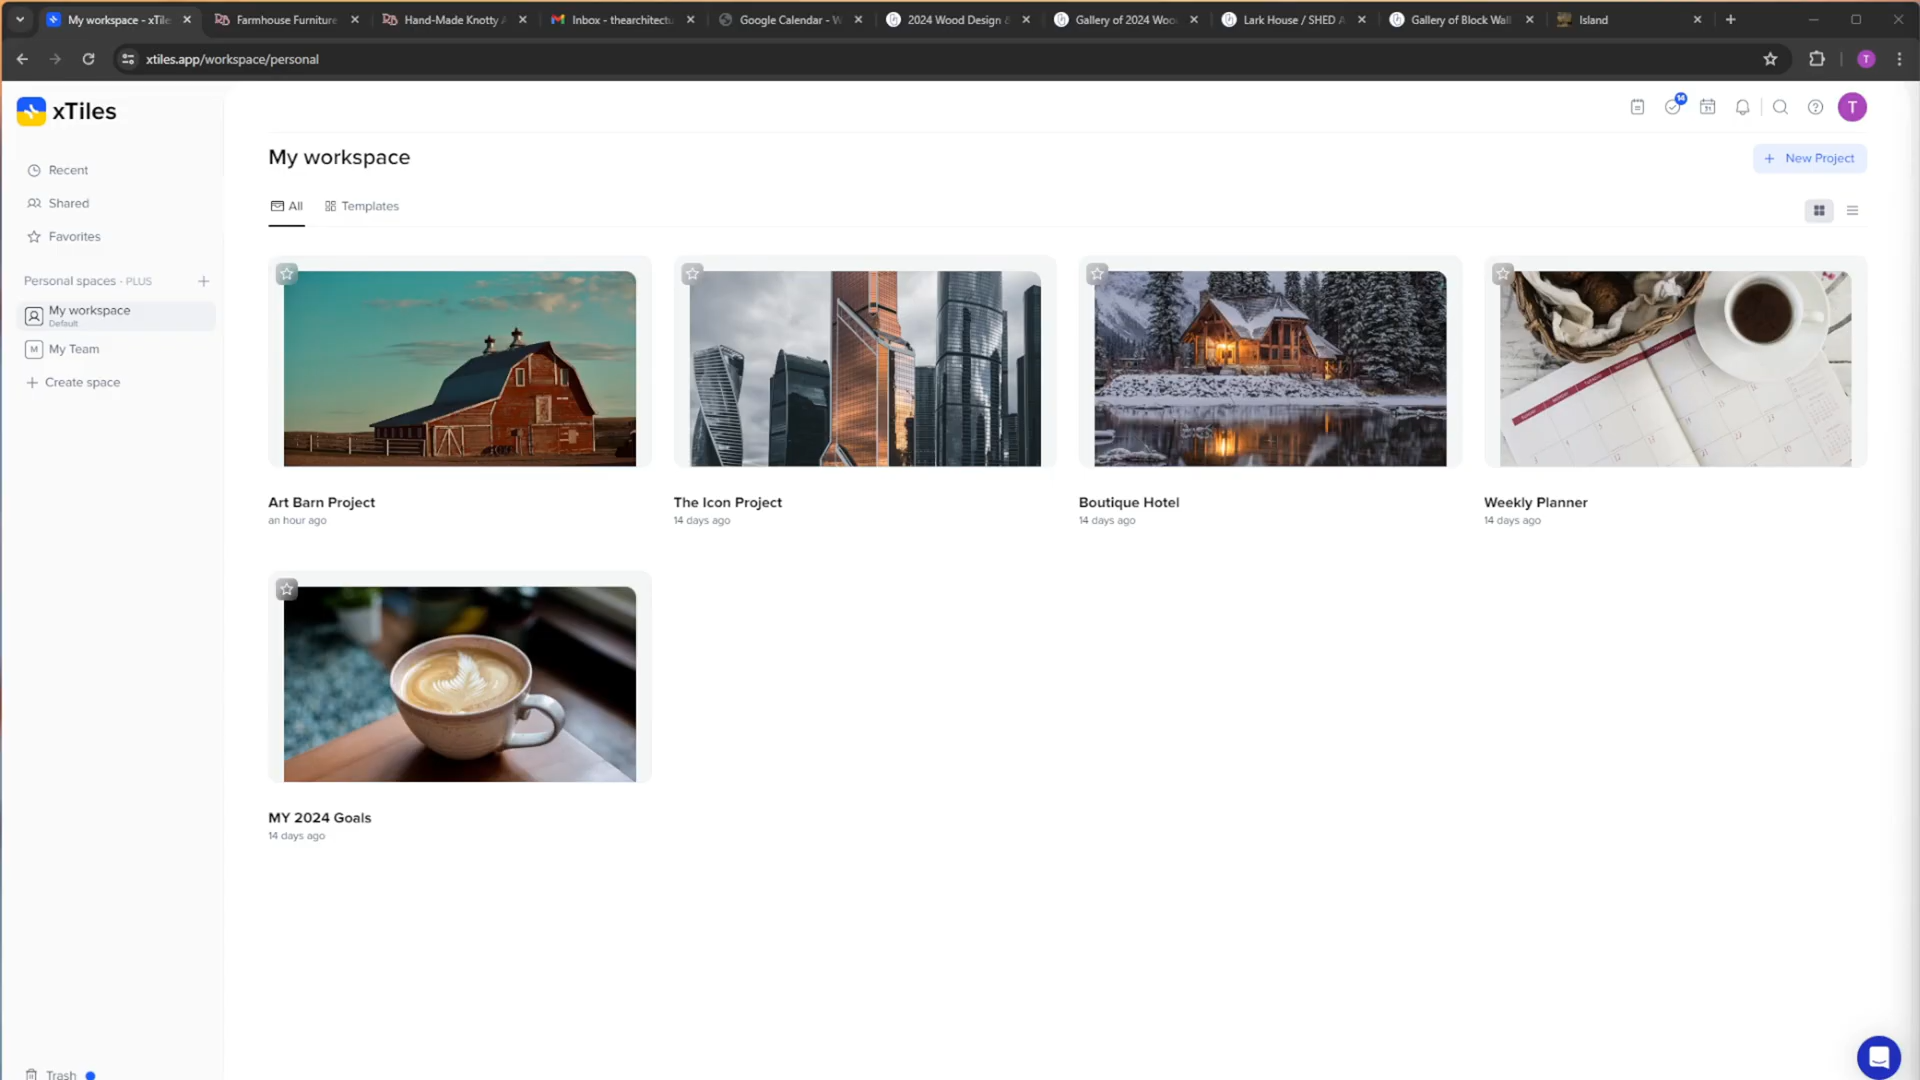 My workspace - xTile
Farmhouse Furniture
Hand-Made Knotty A
Inbox - thearchitectu
Google Calendar - W
2024 Wood Design &
Gallery of 2024 Wood
Lark House / SHED A
Gallery of Block Wall
Island
xtiles.app/workspace/personal
T
xTiles
14
T
Recent
Shared
Favorites
Personal spaces - PLUS
My workspace
Default
M My Team
Create space
My workspace
New Project
All
Templates
Art Barn Project
an hour ago
The Icon Project
14 days ago
Boutique Hotel
14 days ago
Weekly Planner
14 days ago
MY 2024 Goals
14 days ago
Trash